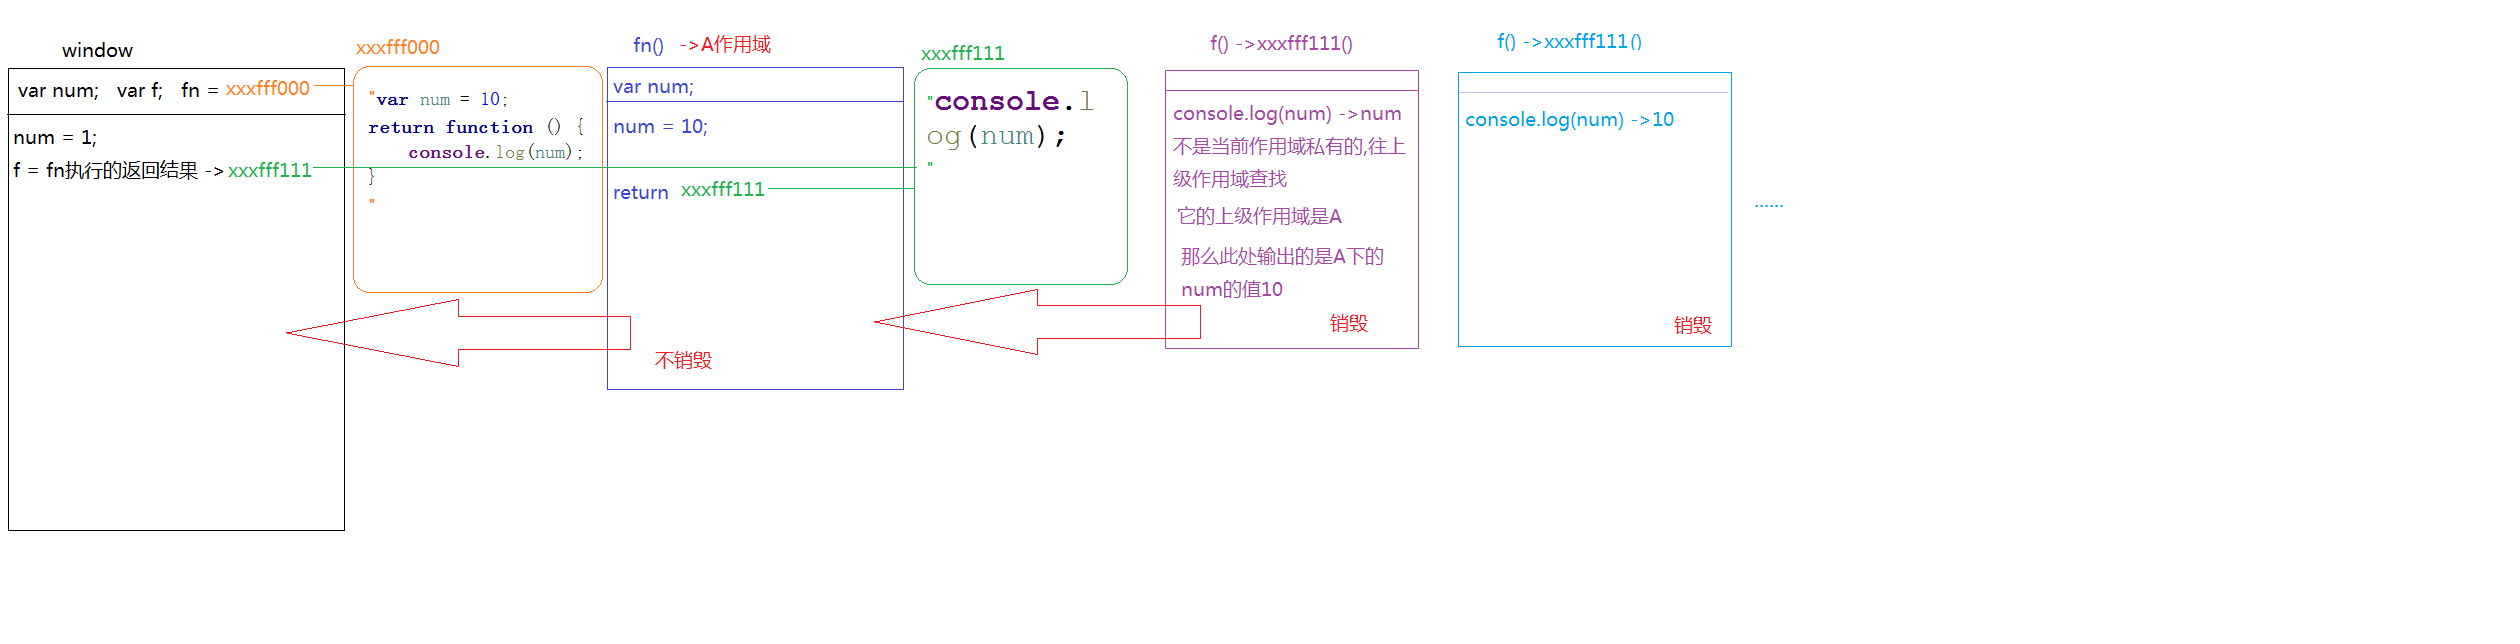 window
var num;   var f;   fn = xxxfff000
num = 1;
f = fn执行的返回结果 ->xxxfff111
xxxfff000
"var num = 10;
return function () {
    console.log(num);
}
"
fn()   ->A作用域
var num;
num = 10;
return  xxxfff111
不销毁
xxxfff111
"console.l
og(num);
"
f() ->xxxfff111()
console.log(num) ->num
不是当前作用域私有的,往上
级作用域查找
它的上级作用域是A
那么此处输出的是A下的
num的值10
销毁
f() ->xxxfff111()
console.log(num) ->10
销毁
......